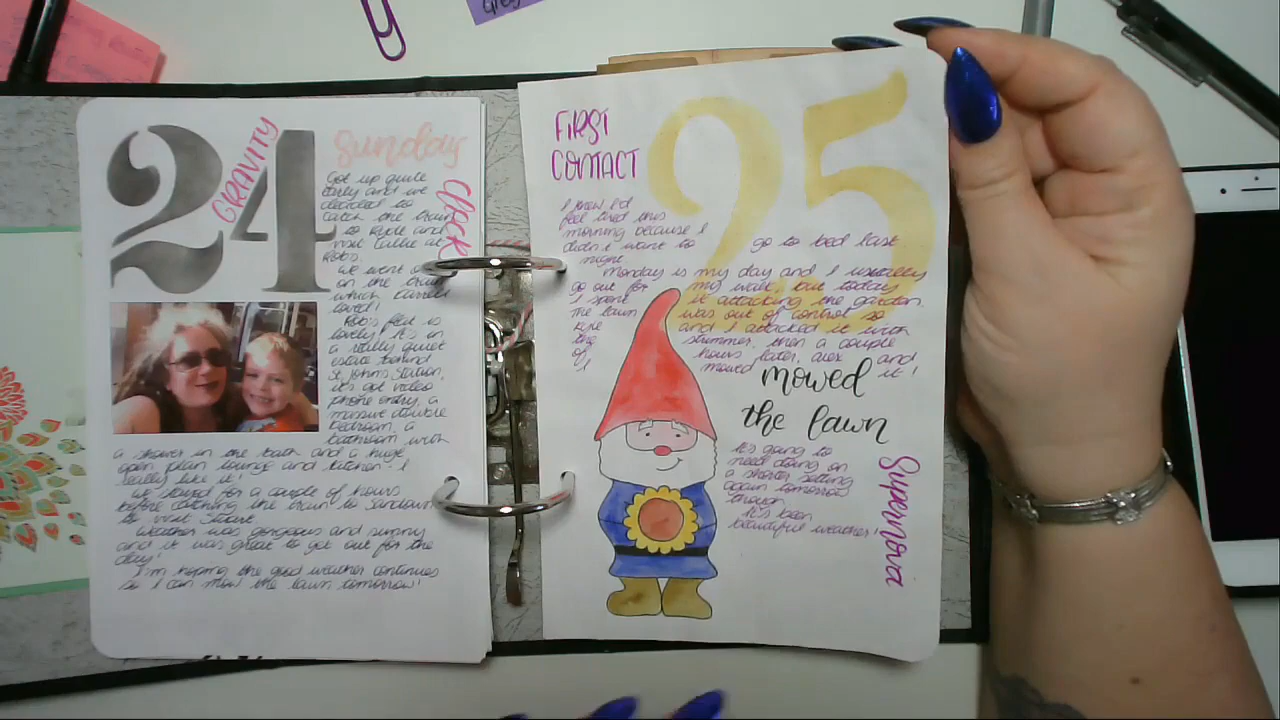 Greg
24
GRAVITY
Sunday
Clock
Got up quite
early and we
decided to
catch the train
to Ryde and
visit Callie at
Rob's.
We went
on the train
which Darrell
loved!
Rob's flat is
lovely! It's in
a really quiet
estate behind
St Johns Station,
it's got video
phone entry, a
massive double
bedroom, a
bathroom with
a shower in the bath and a huge
open plan lounge and kitchen. I
really like it!
We stayed for a couple of hours
before catching the train to Sandown
to visit Stuart
Weather was gorgeous and sunny
and it was great to get out for the
day!
I'm hoping the good weather continues
so I can mow the lawn tomorrow!
FIRST
CONTACT
25
I knew I'd
feel tired this
morning because I
didn't want to go to bed last
night.
Monday is my day and I usually
go out for my walk, but today
I spent it attacking the garden
the lawn was out of control so
and I attacked it with
the strimmer, then a couple
of hours later, Alex and
I mowed it!
mowed
the lawn
It's going to
need doing on
a shorter setting
again tomorrow
though.
It's been
beautiful weather
Supernova